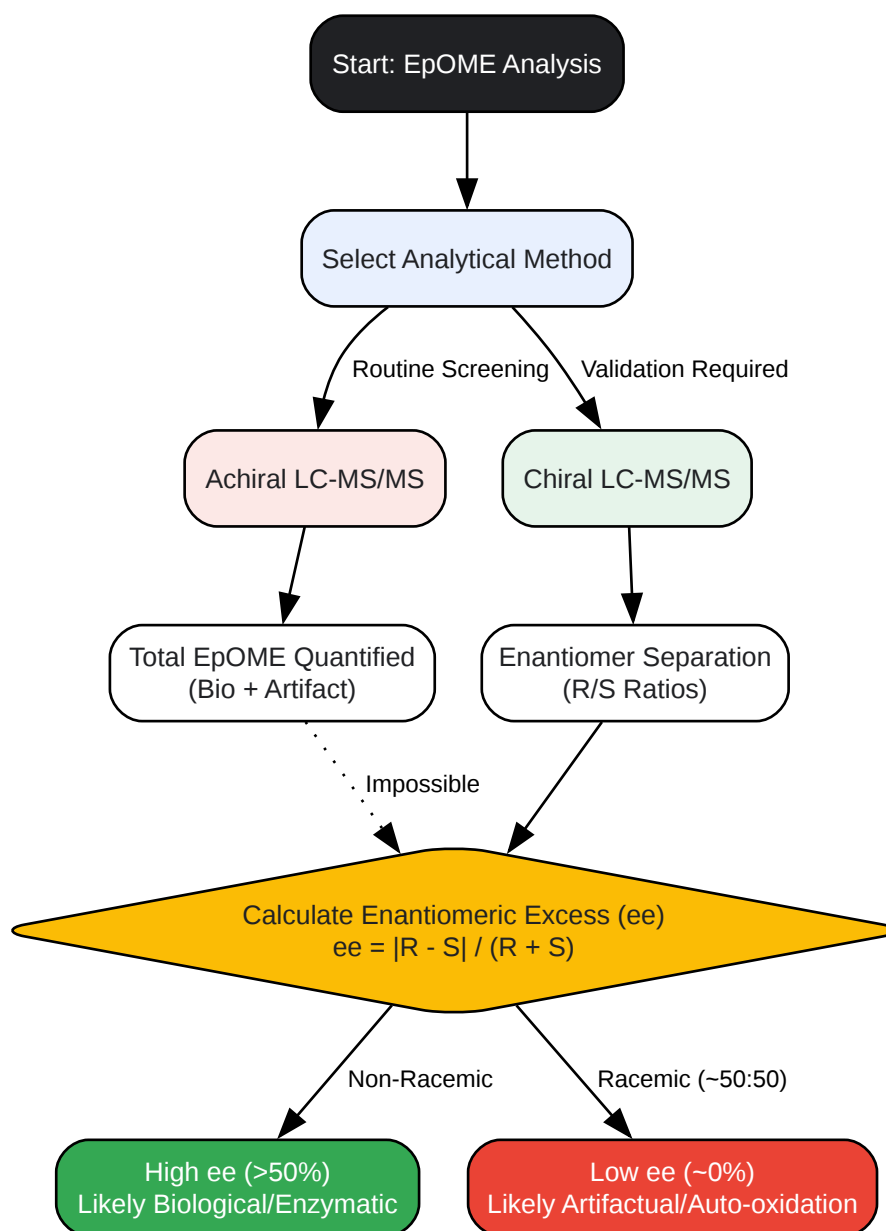 Start: EpOME Analysis
Select Analytical Method
Routine Screening
Validation Required
Achiral LC-MS/MS
Chiral LC-MS/MS
Total EpOME Quantified
(Bio + Artifact)
Enantiomer Separation
(R/S Ratios)
Impossible
Calculate Enantiomeric Excess (ee)
ee = |R - S| / (R + S)
Non-Racemic
Racemic (~50:50)
High ee (>50%)
Likely Biological/Enzymatic
Low ee (~0%)
Likely Artifactual/Auto-oxidation